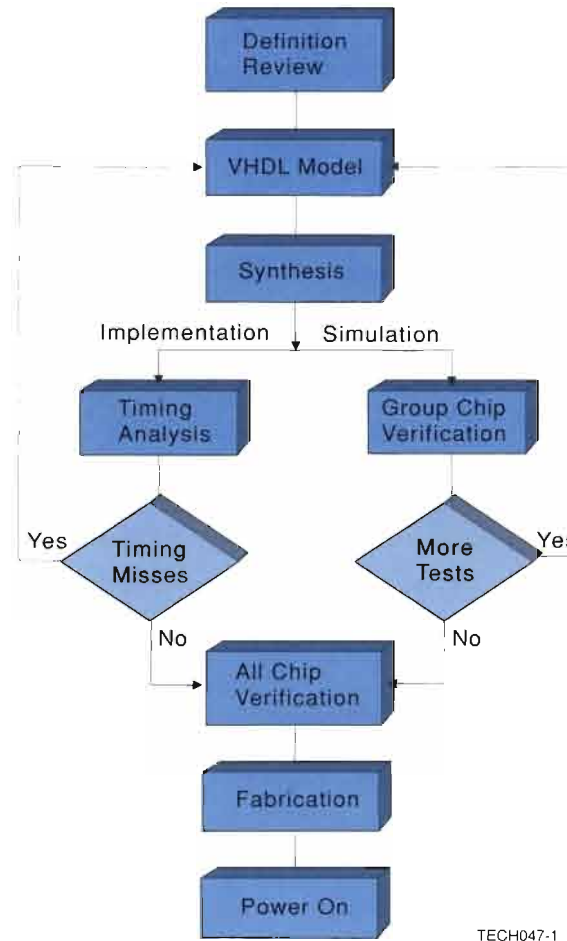 Definition
Review
VHDL Model
Synthesis
Implementation
Simulation
Timing
Analysis
Group Chip
Verification
Yes
Timing
Misses
More
Tests
Yes
No
No
All Chip
Verification
Fabrication
Power On
TECH047-1